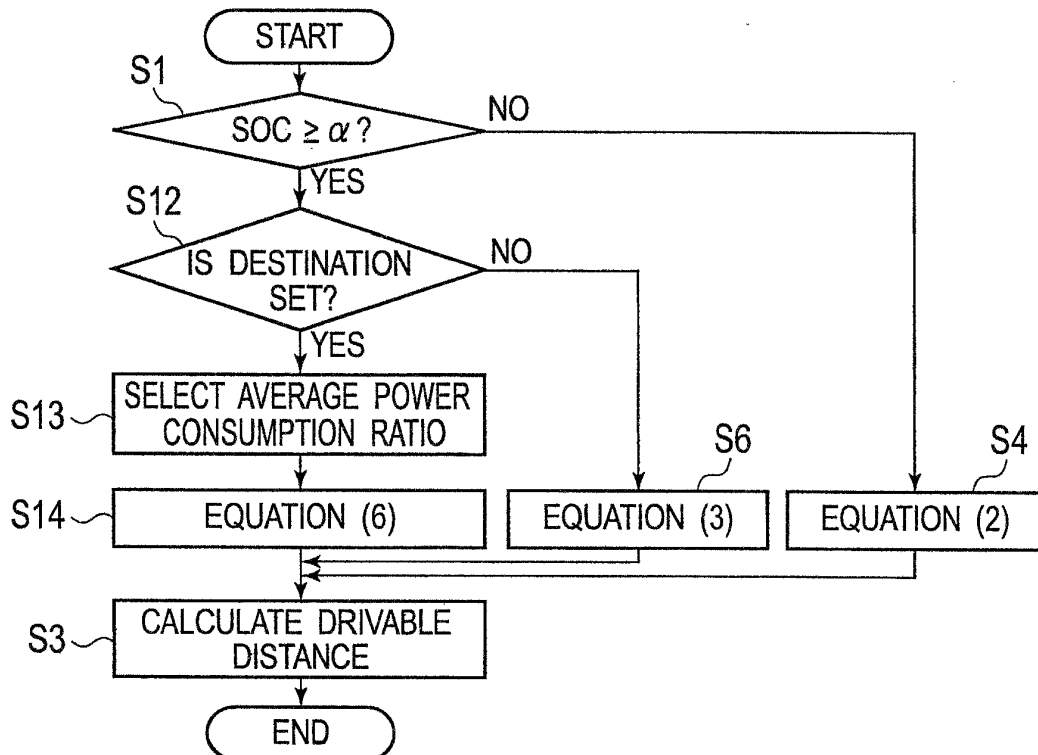 START
S1
SOC ≥ α?
NO
YES
S12
IS DESTINATION
SET?
NO
YES
S13
SELECT AVERAGE POWER
CONSUMPTION RATIO
S6
S4
S14
EQUATION (6)
EQUATION (3)
EQUATION (2)
S3
CALCULATE DRIVABLE
DISTANCE
END